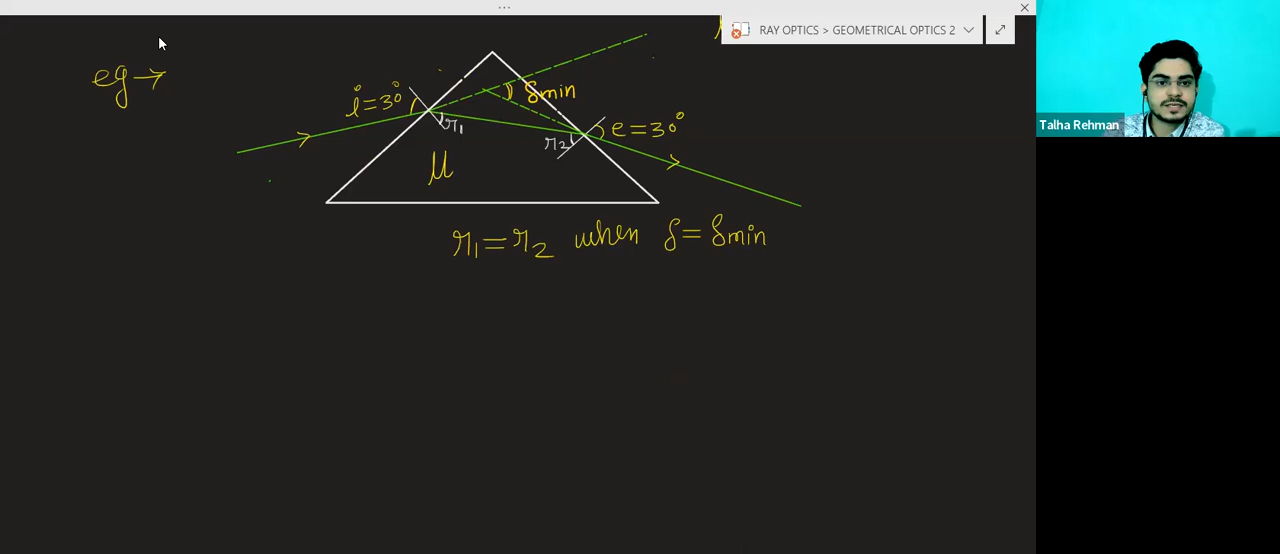 RAY OPTICS > GEOMETRICAL OPTICS 2
eg →
i = 30°
δmin
r₁
e = 30°
r₂
μ
Talha Rehman
r₁ = r₂ when δ = δmin